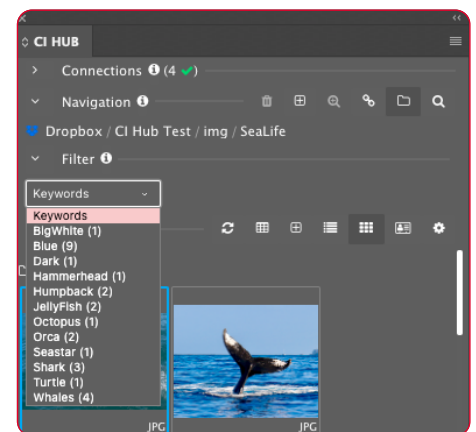 CI HUB
Connections (4 ✓)
Navigation
Dropbox / CI Hub Test / img / SeaLife
Filter
Keywords
Keywords
BigWhite (1)
Blue (9)
Dark (1)
Hammerhead (1)
Humpback (2)
JellyFish (2)
Octopus (1)
Orca (2)
Seastar (1)
Shark (3)
Turtle (1)
Whales (4)
JPG
JPG